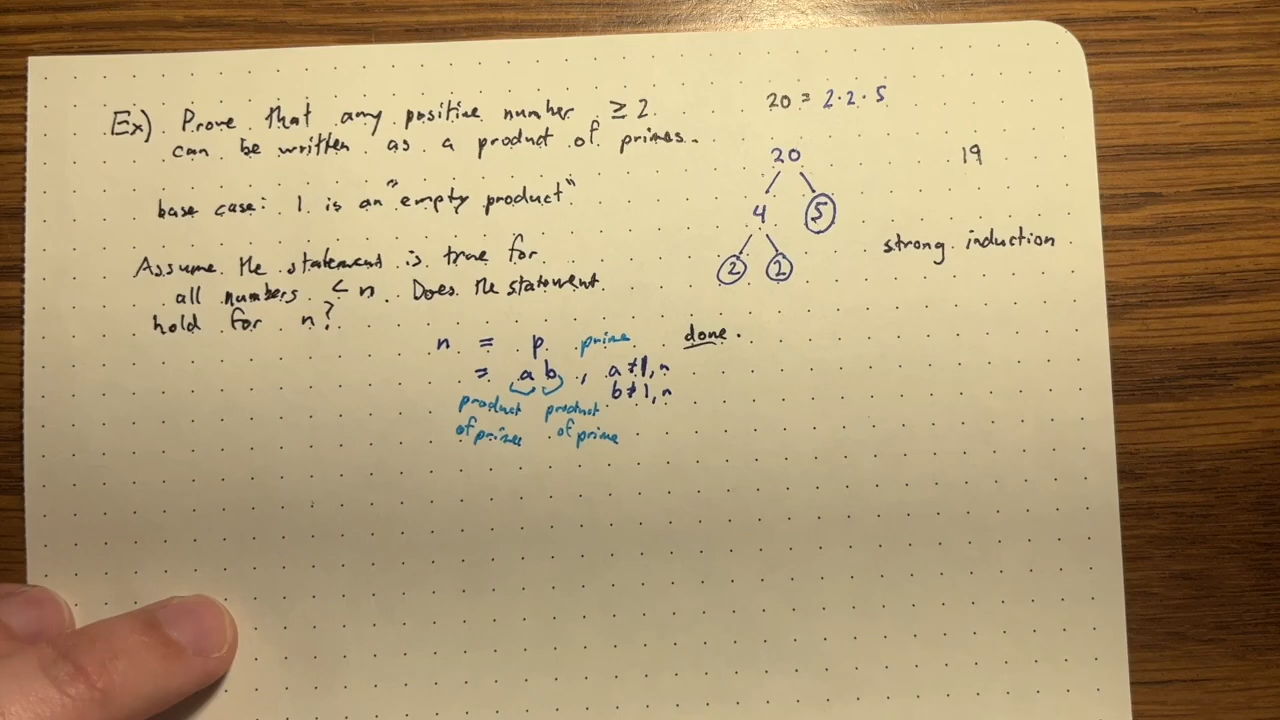 Ex) Prove that any positive number ≥ 2
can be written as a product of primes.
base case: 1 is an "empty product"
Assume the statement is true for
all numbers < n. Does the statement
hold for n?
n = p prime done.
= ab, a ≠ 1, n
b ≠ 1, n
product product
of primes of prime
20 = 2·2·5
20
4 5
2 2
19
strong induction